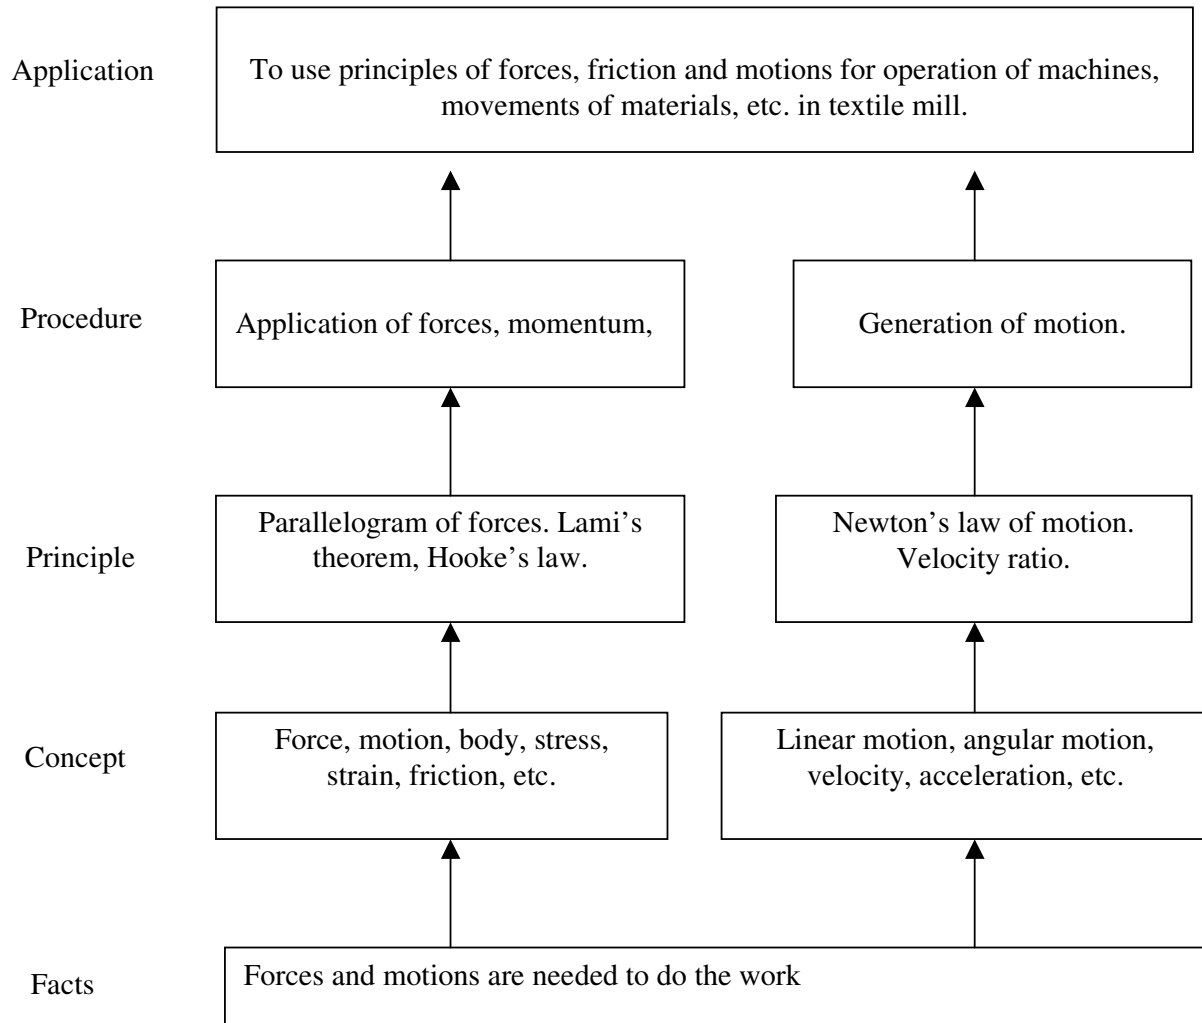 Application
To use principles of forces, friction and motions for operation of machines,
movements of materials, etc. in textile mill.
Procedure
Application of forces, momentum,
Generation of motion.
Principle
Parallelogram of forces. Lami’s
theorem, Hooke’s law.
Newton’s law of motion.
Velocity ratio.
Concept
Force, motion, body, stress,
strain, friction, etc.
Linear motion, angular motion,
velocity, acceleration, etc.
Facts
Forces and motions are needed to do the work